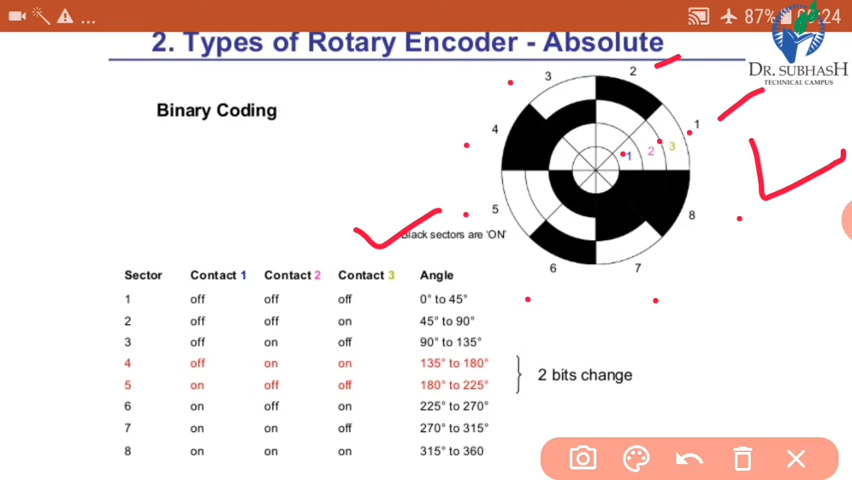 ... 87% 09:24
2. Types of Rotary Encoder - Absolute
DR. SUBHASH
TECHNICAL CAMPUS
Binary Coding
3 2
4 1
1 2 3
5 8
6 7
Black sectors are 'ON'
Sector Contact 1 Contact 2 Contact 3 Angle
1 off off off 0° to 45°
2 off off on 45° to 90°
3 off on off 90° to 135°
4 off on on 135° to 180°
5 on off off 180° to 225°
2 bits change
6 on off on 225° to 270°
7 on on off 270° to 315°
8 on on on 315° to 360